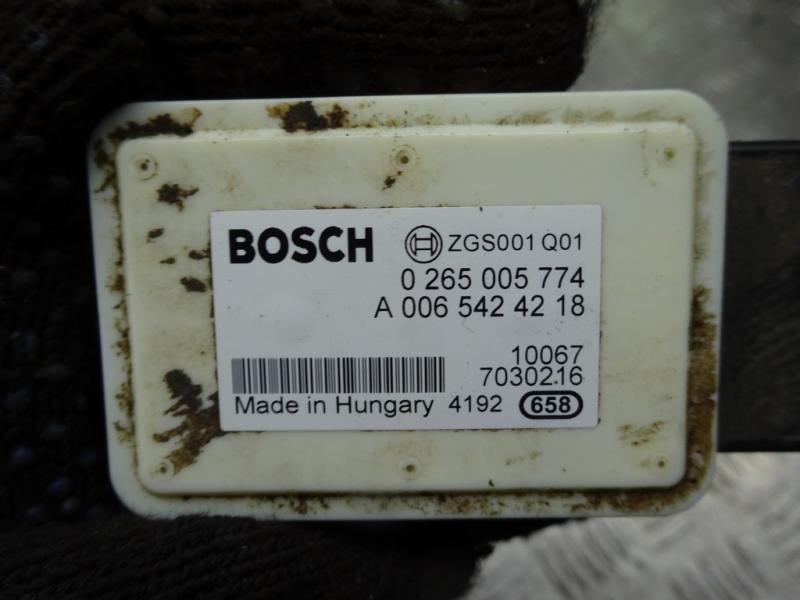 BOSCH ZGS001 Q01
0 265 005 774
A 006 542 42 18
10067
7030216
Made in Hungary 4192 658